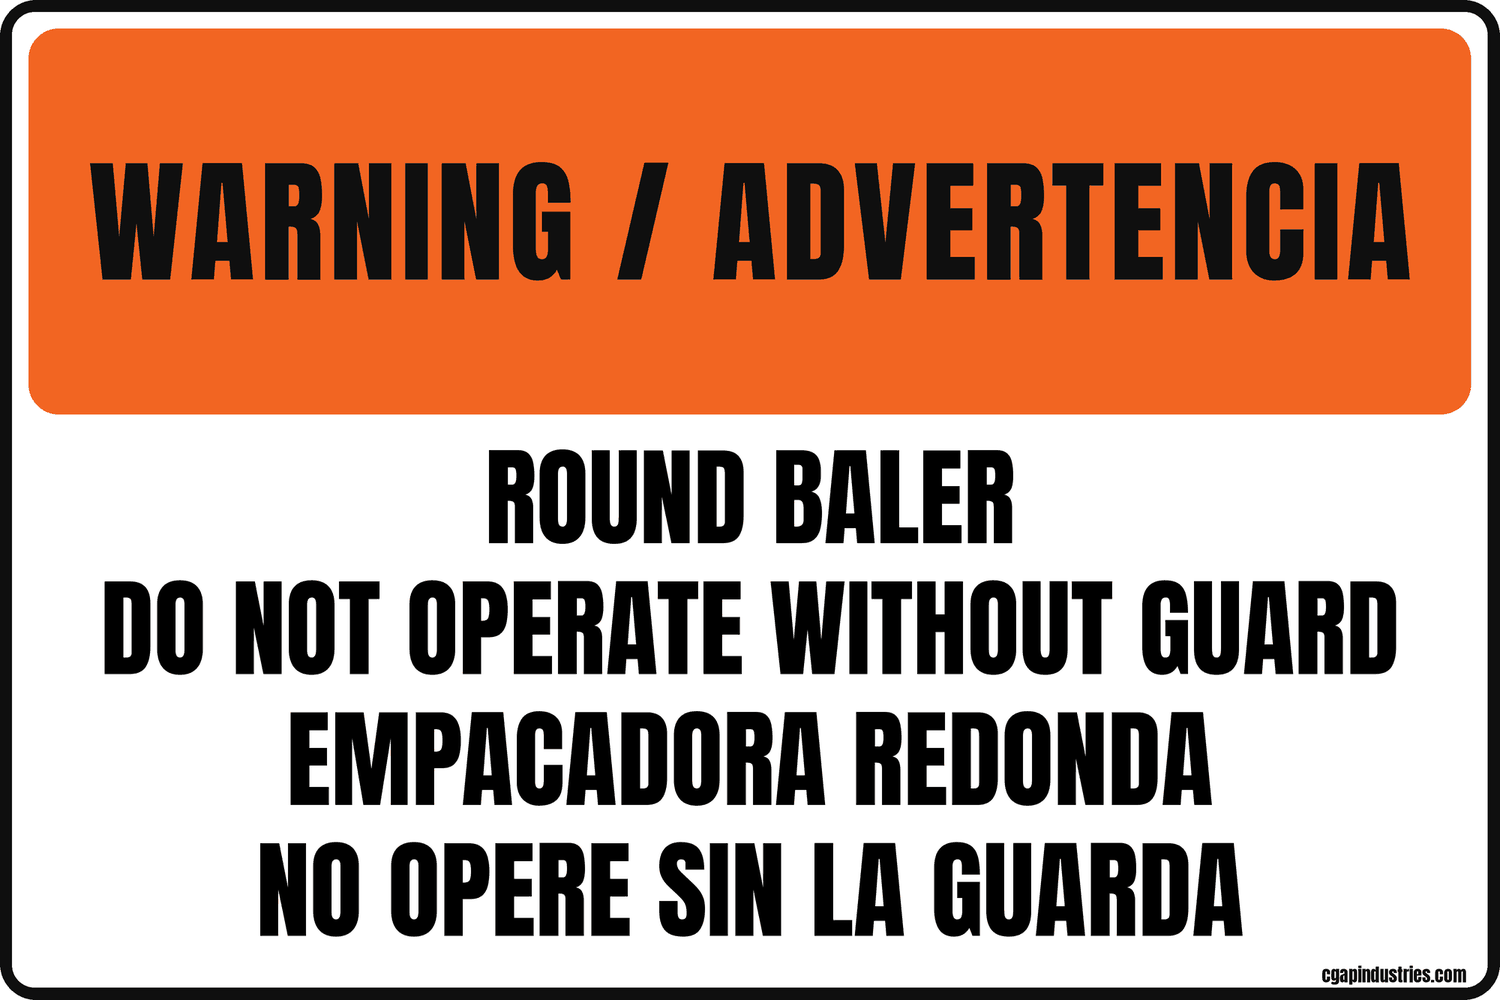 WARNING / ADVERTENCIA
ROUND BALER
DO NOT OPERATE WITHOUT GUARD
EMPACADORA REDONDA
NO OPERE SIN LA GUARDA
cgapindustries.com